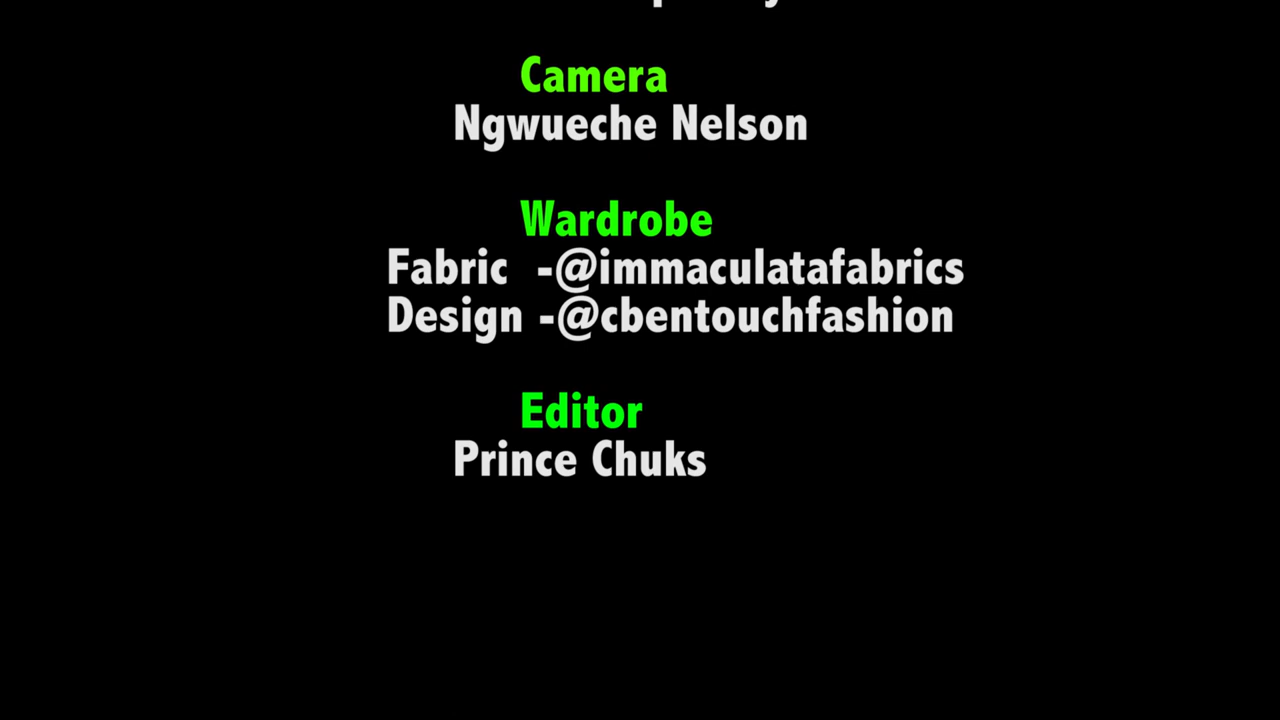 Camera
Ngwueche Nelson
Wardrobe
Fabric -@immaculatafabrics
Design -@cbentouchfashion
Editor
Prince Chuks